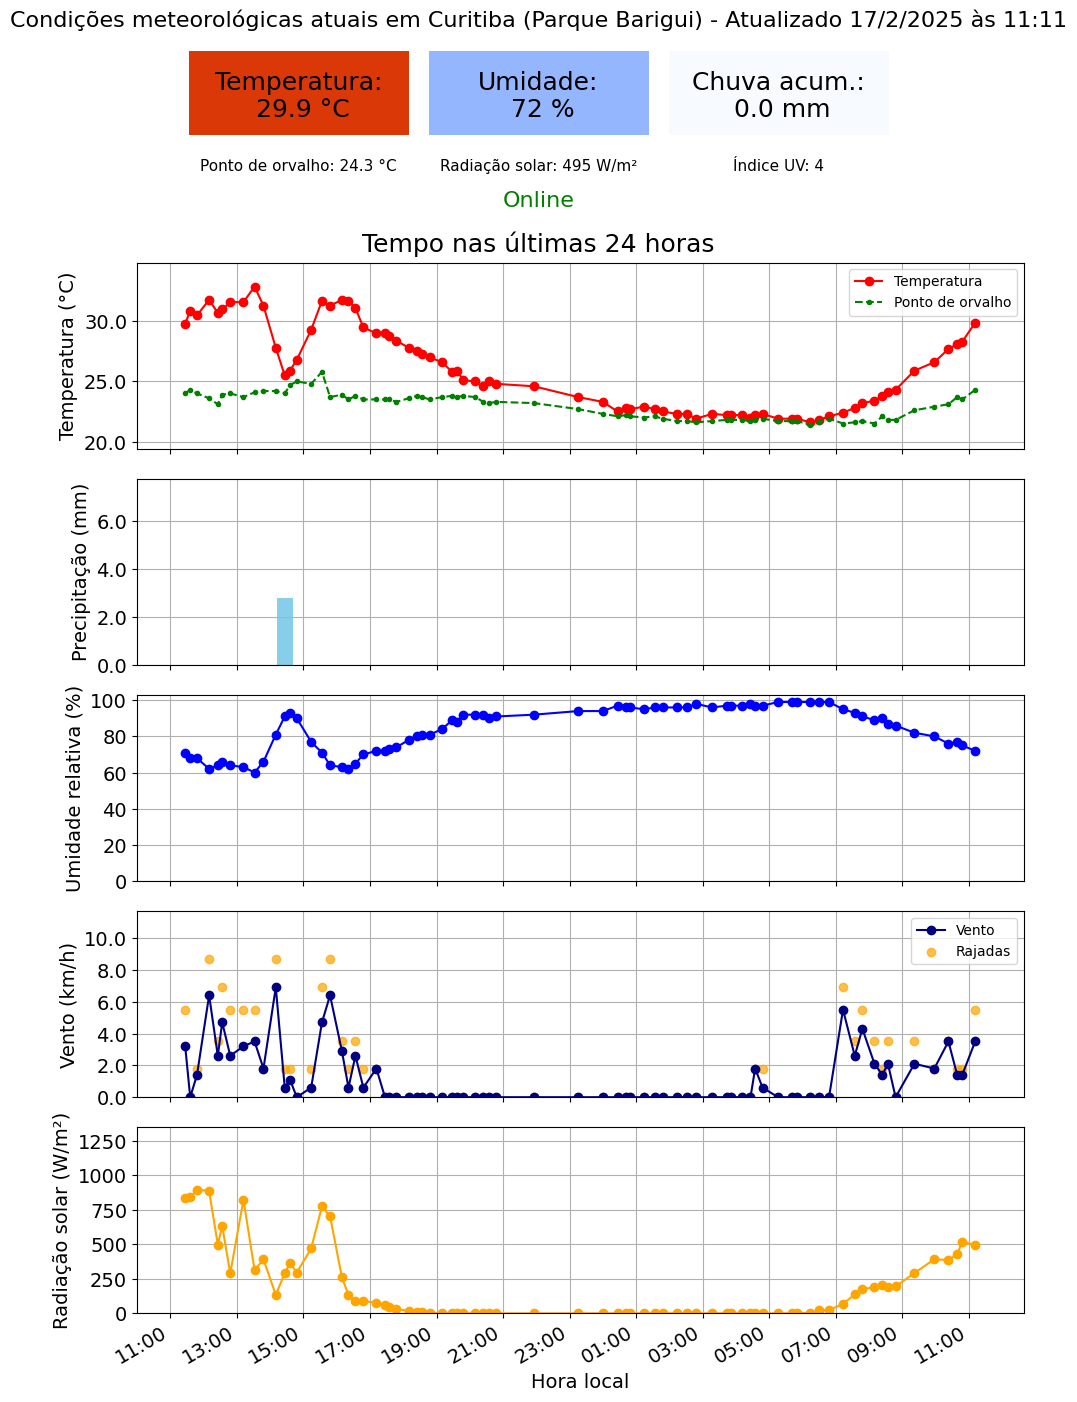 Condições meteorológicas atuais em Curitiba (Parque Barigui) - Atualizado 17/2/2025 às 11:11
Temperatura:
29.9 °C
Umidade:
72 %
Chuva acum.:
0.0 mm
Ponto de orvalho: 24.3 °C
Radiação solar: 495 W/m²
Índice UV: 4
Online
Tempo nas últimas 24 horas
Temperatura (°C)
30.0
25.0
20.0
Temperatura
Ponto de orvalho
Precipitação (mm)
6.0
4.0
2.0
0.0
Umidade relativa (%)
100
80
60
40
20
0
Vento (km/h)
10.0
8.0
6.0
4.0
2.0
0.0
Vento
Rajadas
Radiação solar (W/m²)
1250
1000
750
500
250
0
11:00
13:00
15:00
17:00
19:00
21:00
23:00
01:00
03:00
05:00
07:00
09:00
11:00
Hora local